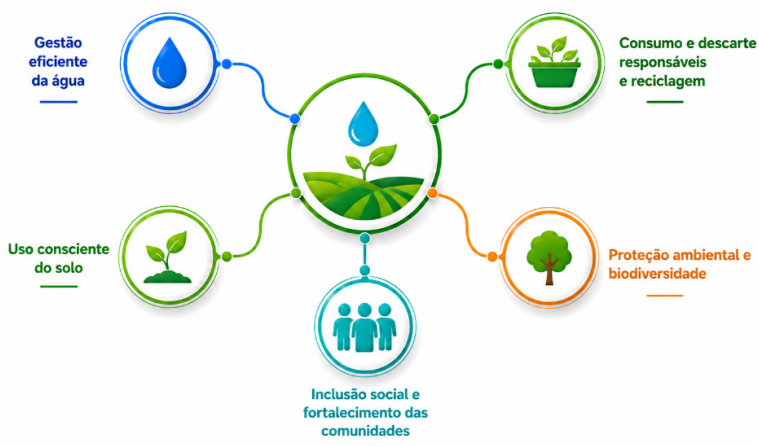 Gestão
eficiente
da água
Consumo e descarte
responsáveis
e reciclagem
Uso consciente
do solo
Proteção ambiental e
biodiversidade
Inclusão social e
fortalecimento das
comunidades